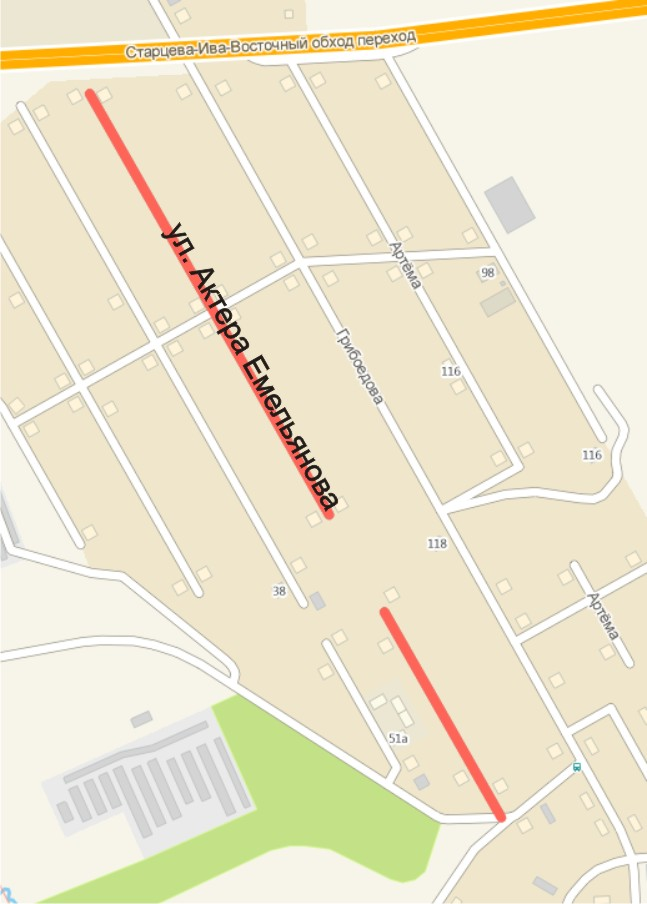 Старцева-Ива-Восточный обход переход
ул. Актера Емельянова
Артёма
98
Грибоедова
116
116
118
38
Артёма
51а